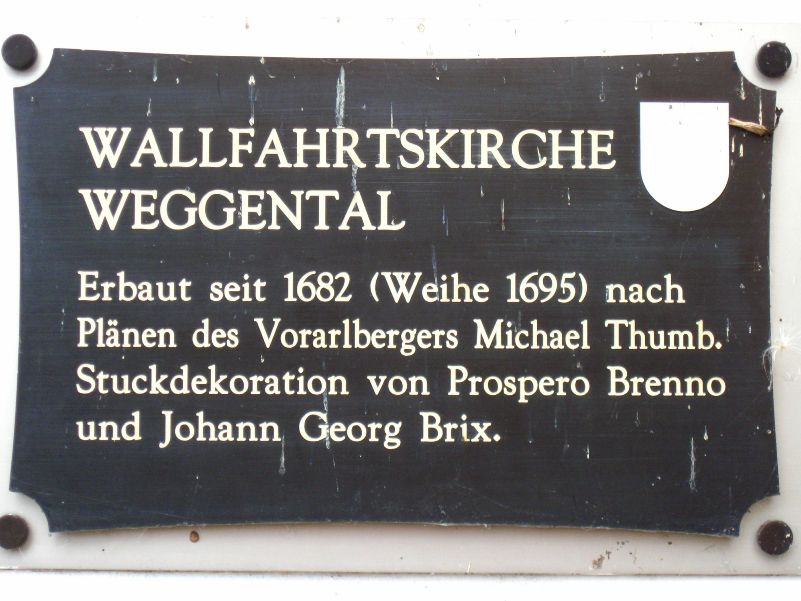 WALLFAHRTSKIRCHE
WEGGENTAL
Erbaut seit 1682 (Weihe 1695) nach
Plänen des Vorarlbergers Michael Thumb.
Stuckdekoration von Prospero Brenno
und Johann Georg Brix.